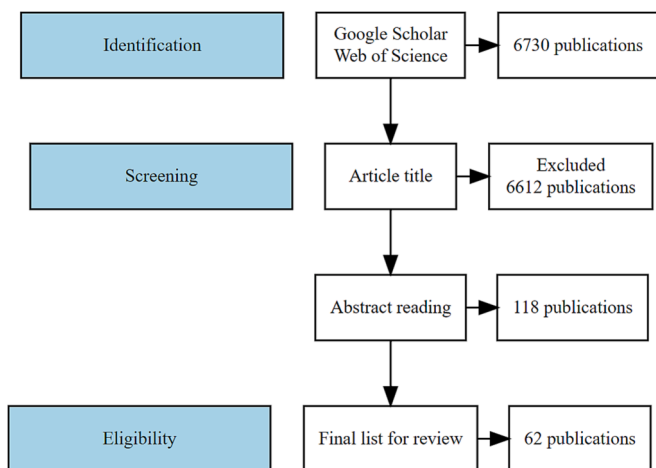 Identification
Google Scholar
Web of Science
6730 publications
Screening
Article title
Excluded
6612 publications
Abstract reading
118 publications
Eligibility
Final list for review
62 publications